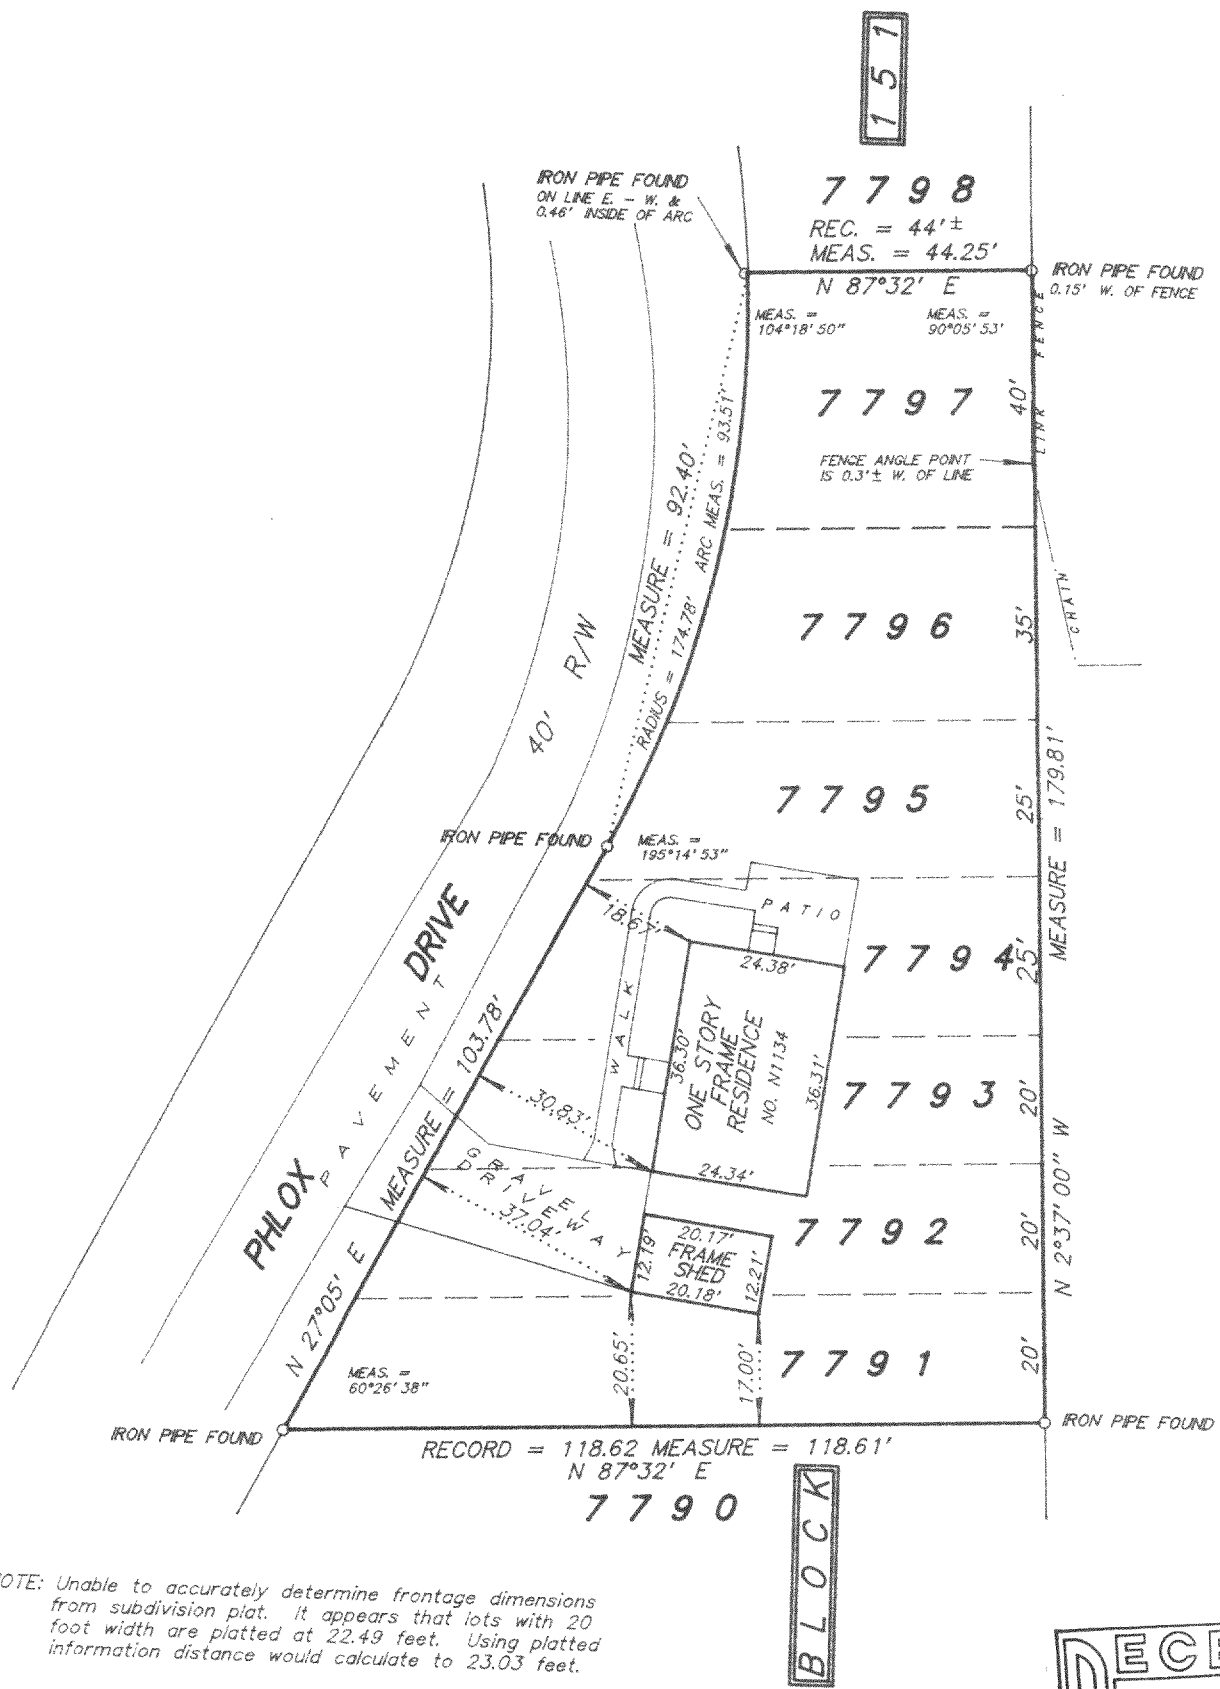 151
IRON PIPE FOUND
ON LINE E. - W. &
0.46' INSIDE OF ARC
7798
REC. = 44'±
MEAS. = 44.25'
N 87°32' E
IRON PIPE FOUND
0.15' W. OF FENCE
MEAS. =
104°18'50"
MEAS. =
90°05'53'
CHAIN LINK FENCE
7797
40'
FENCE ANGLE POINT
IS 0.3'± W. OF LINE
MEASURE = 92.40'
RADIUS = 174.78' ARC MEAS. = 93.51'
40' R/W
7796
35'
7795
25'
MEASURE = 179.81'
N 2°37'00" W
IRON PIPE FOUND
MEAS. =
195°14'53"
PHLOX DRIVE
PAVEMENT
18.67'
PATIO
7794
25'
24.38'
WALK
36.30'
ONE STORY
FRAME
RESIDENCE
NO. N1134
36.31'
7793
20'
N 27°05' E MEASURE = 103.78'
30.83'
24.34'
GRAVEL
DRIVEWAY
37.04'
7792
20'
20.17'
12.19'
FRAME
SHED
12.21'
20.18'
20.65'
17.00'
7791
20'
MEAS. =
60°26'38"
IRON PIPE FOUND
IRON PIPE FOUND
RECORD = 118.62 MEASURE = 118.61'
N 87°32' E
7790
BLOCK
OTE: Unable to accurately determine frontage dimensions
from subdivision plat. It appears that lots with 20
foot width are platted at 22.49 feet. Using platted
information distance would calculate to 23.03 feet.